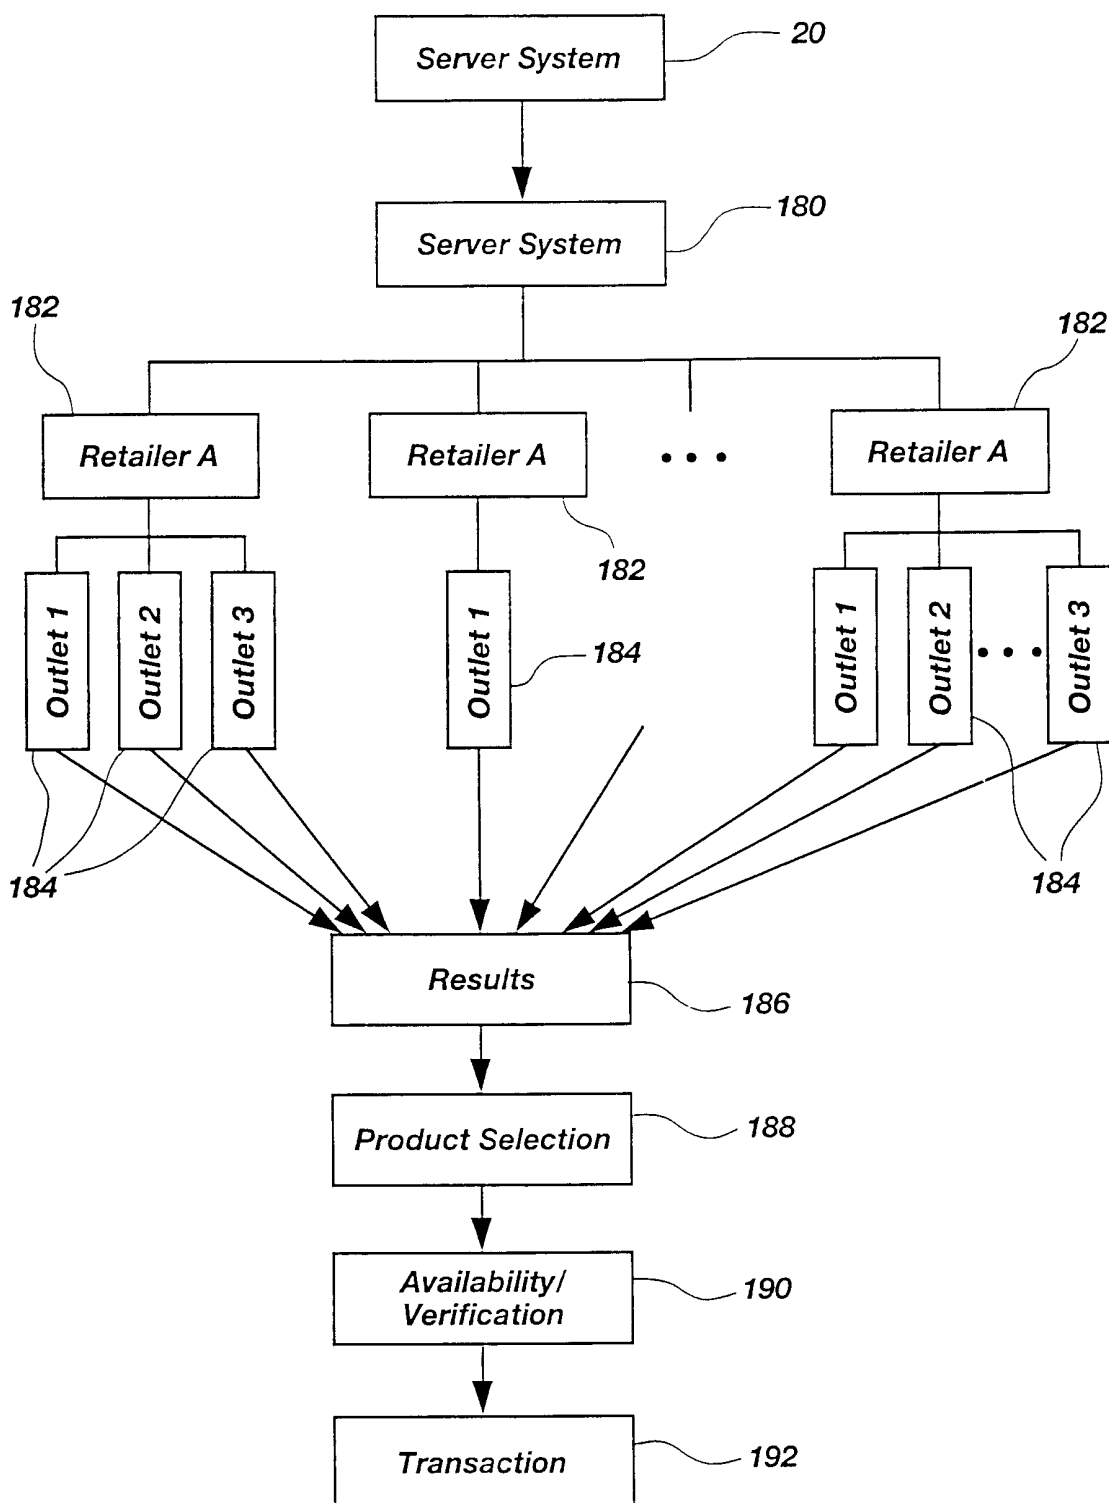 Server System
20
Server System
180
182
182
Retailer A
Retailer A
• • •
Retailer A
182
Outlet 1
Outlet 2
Outlet 3
Outlet 1
184
Outlet 1
Outlet 2
• • •
Outlet 3
184
184
Results
186
Product Selection
188
Availability/
Verification
190
Transaction
192